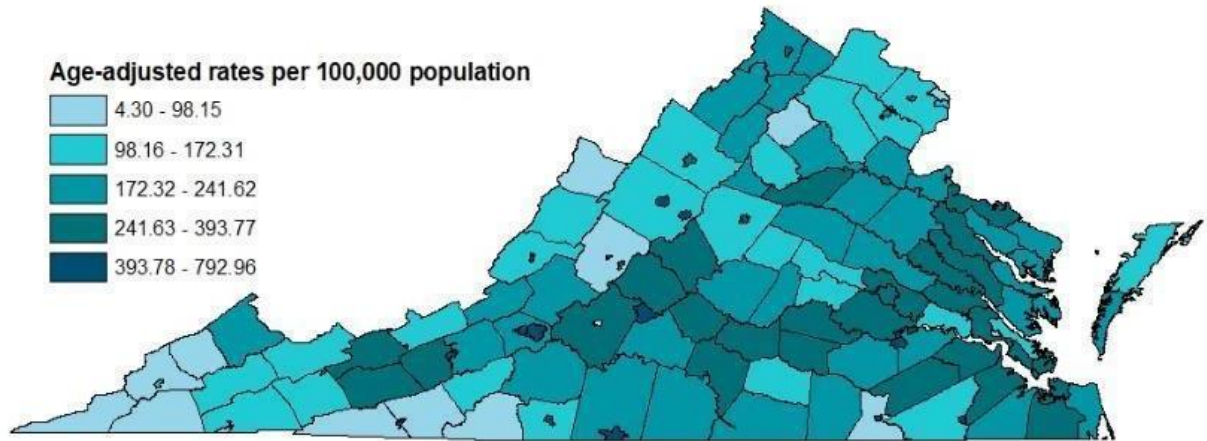 Age-adjusted rates per 100,000 population
4.30 - 98.15
98.16 - 172.31
172.32 - 241.62
241.63 - 393.77
393.78 - 792.96